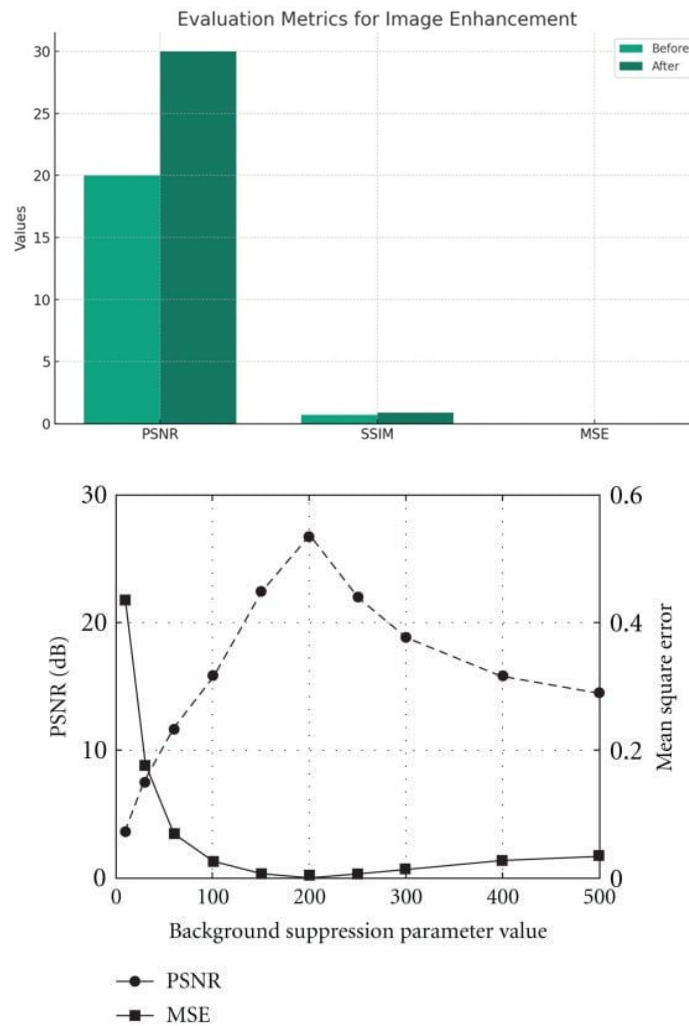 Evaluation Metrics for Image Enhancement
Before
After
Values
30
25
20
15
10
5
0
PSNR SSIM MSE
30 0.6
20 0.4
10 0.2
0 0
PSNR (dB)
Mean square error
0 100 200 300 400 500
Background suppression parameter value
PSNR
MSE